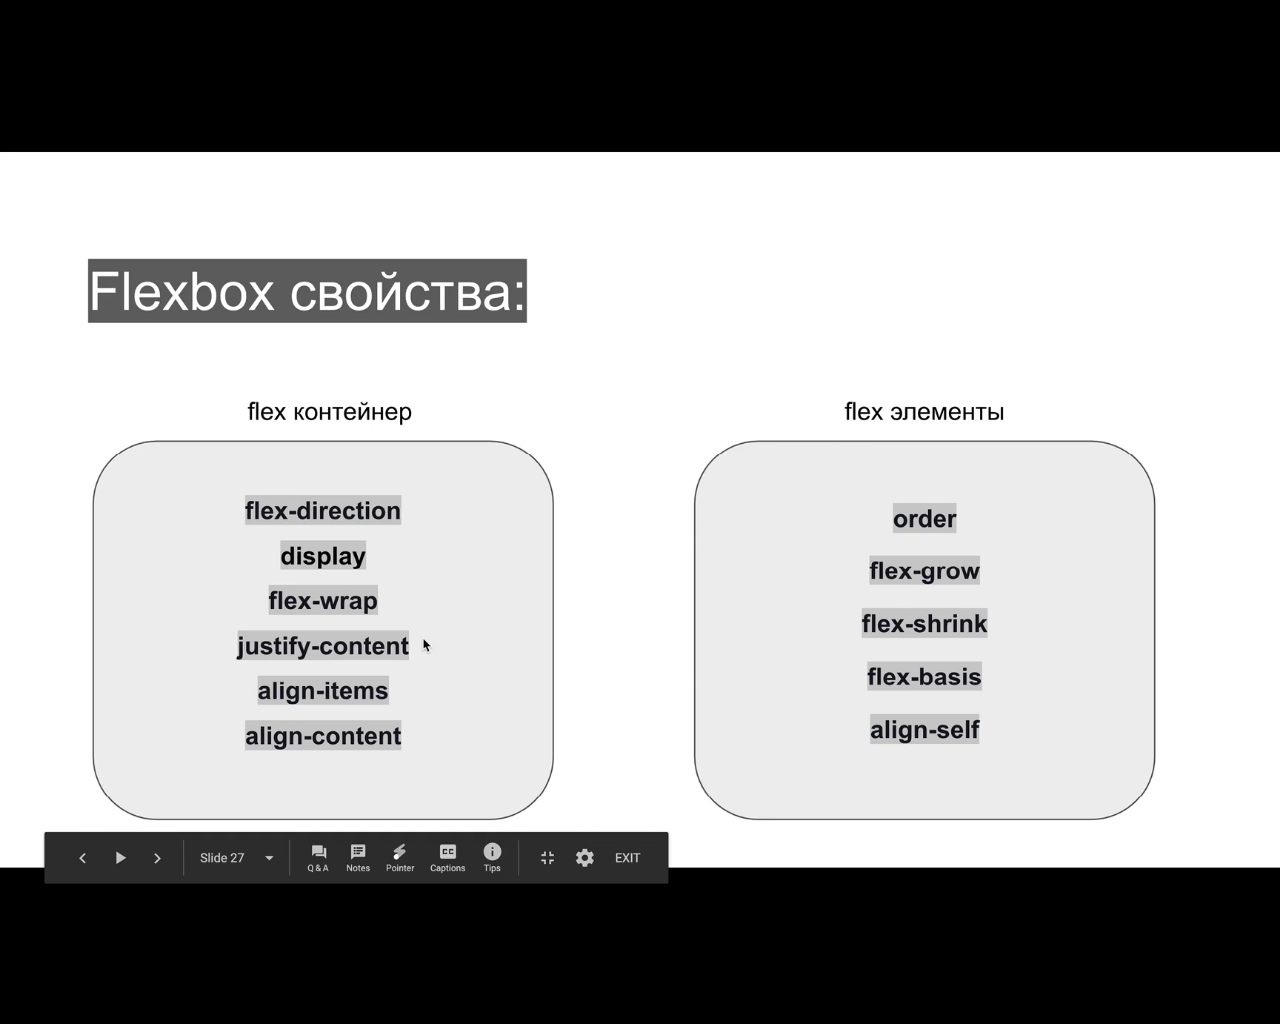 Flexbox свойства:
flex контейнер
flex-direction
display
flex-wrap
justify-content
align-items
align-content
flex элементы
order
flex-grow
flex-shrink
flex-basis
align-self
Slide 27
Q & A
Notes
Pointer
CC
Captions
Tips
EXIT